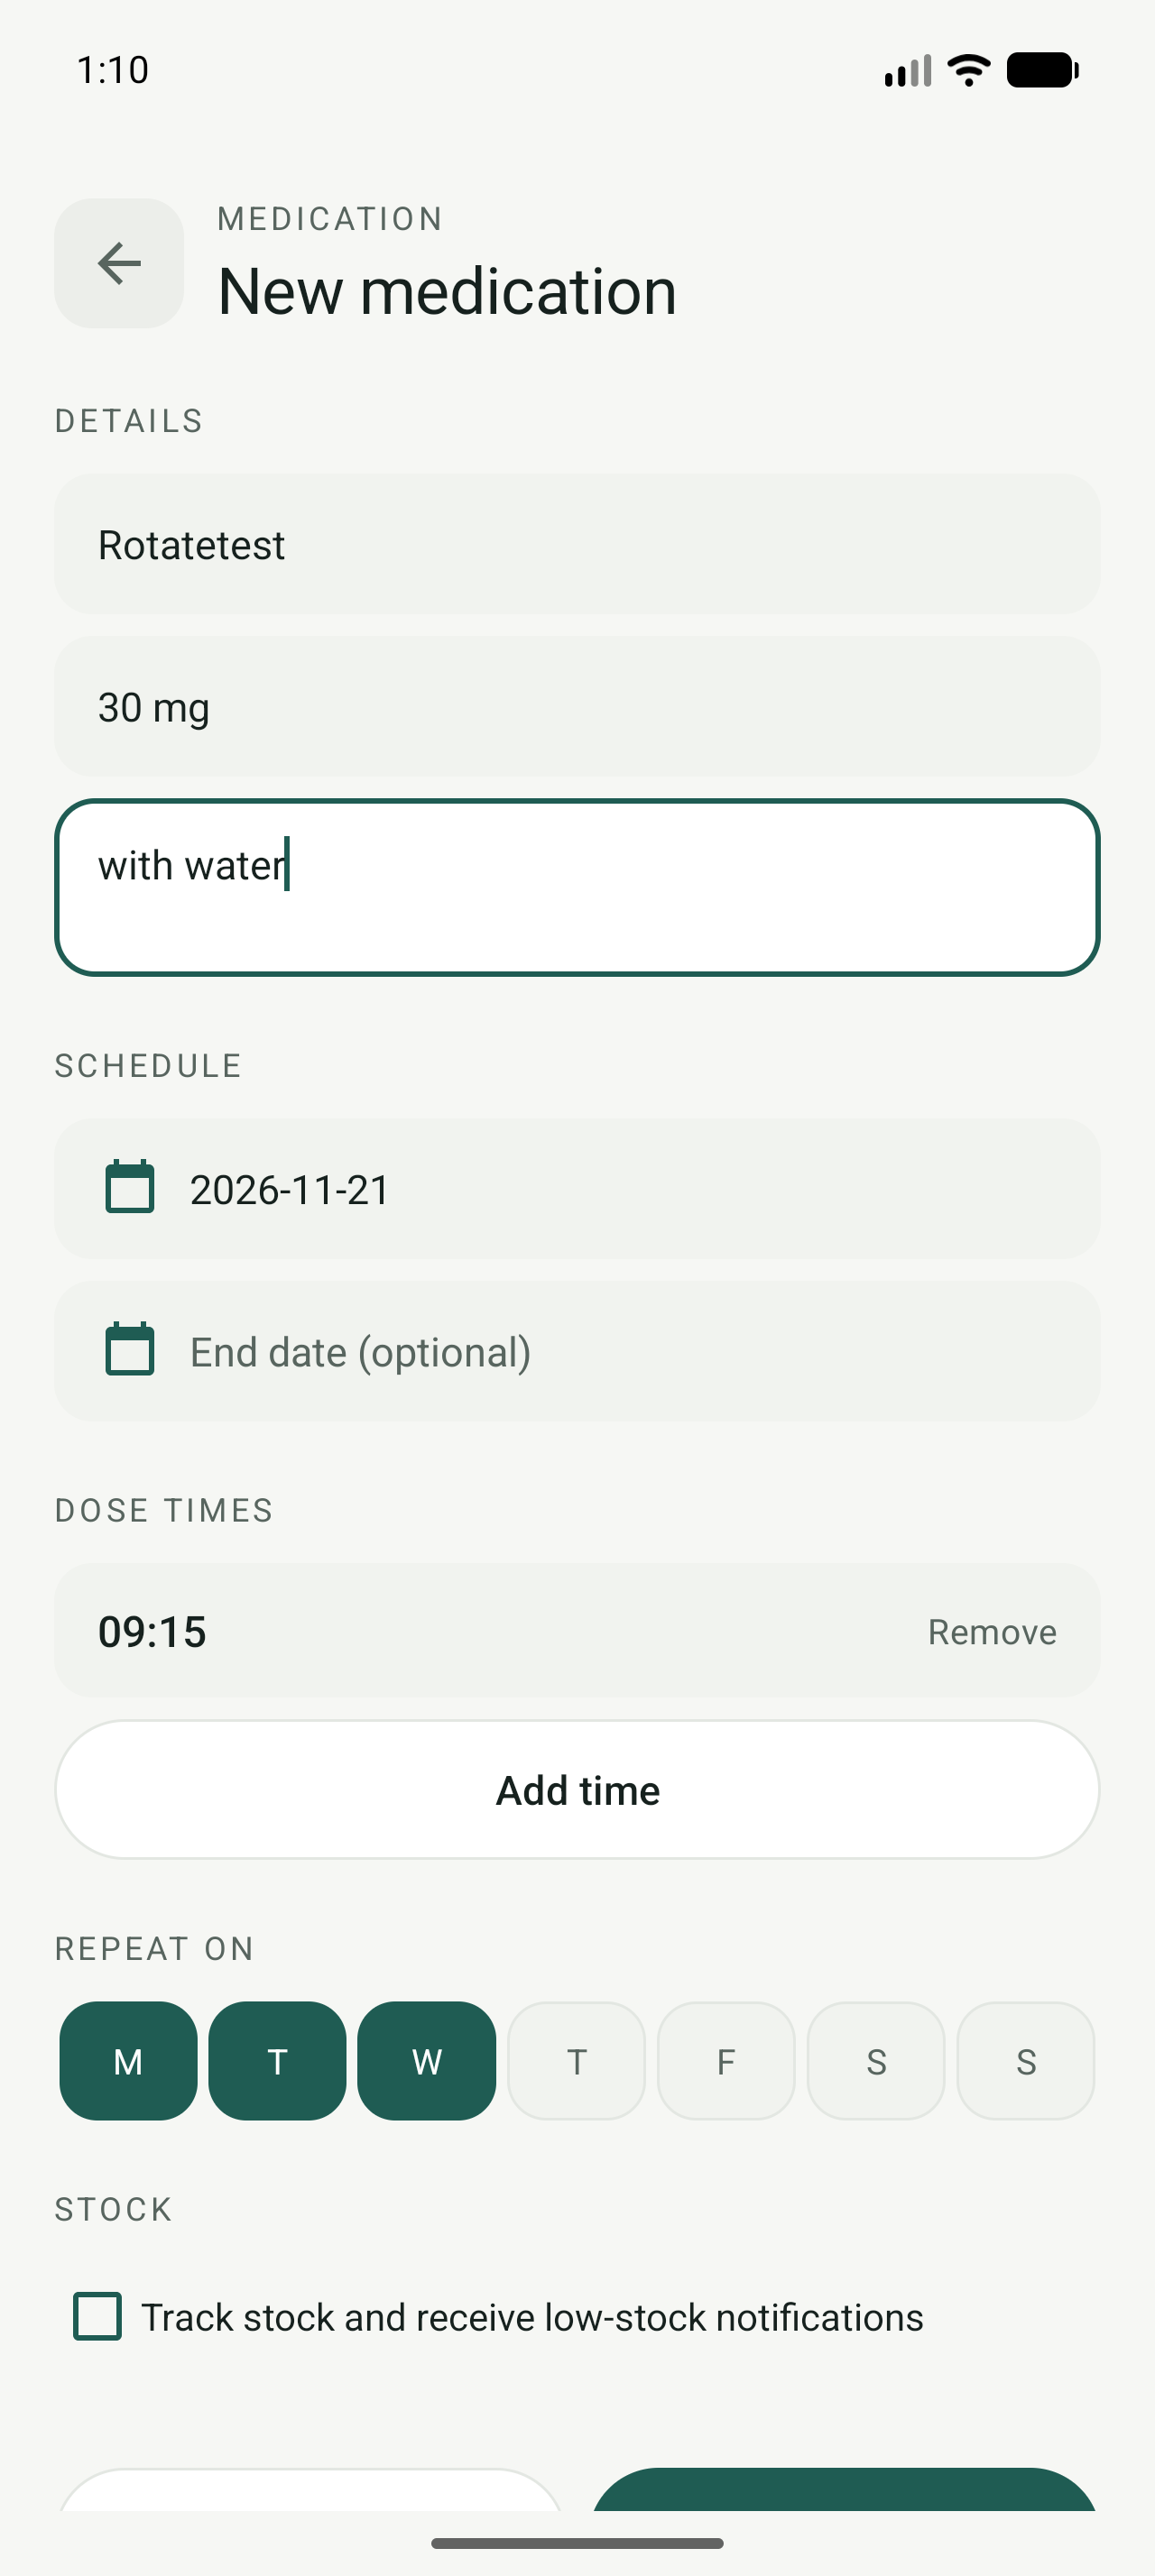 1:10
MEDICATION
New medication
DETAILS
Rotatetest
30 mg
with water
SCHEDULE
2026-11-21
End date (optional)
DOSE TIMES
09:15 Remove
Add time
REPEAT ON
M T W T F S S
STOCK
Track stock and receive low-stock notifications